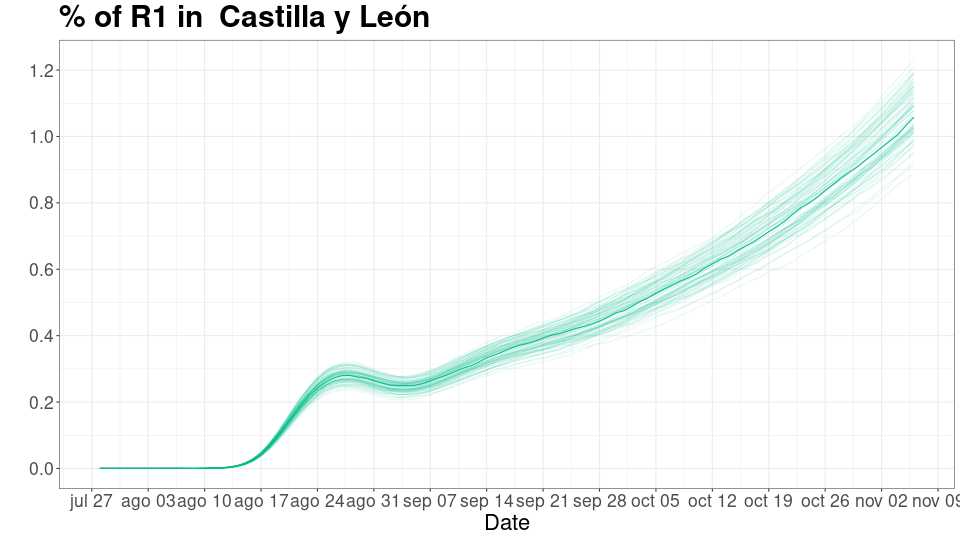 % of R1 in  Castilla y León
1.2
1.0
0.8
0.6
0.4
0.2
0.0
jul 27 ago 03 ago 10 ago 17 ago 24 ago 31 sep 07 sep 14 sep 21 sep 28 oct 05 oct 12 oct 19 oct 26 nov 02 nov 09
Date